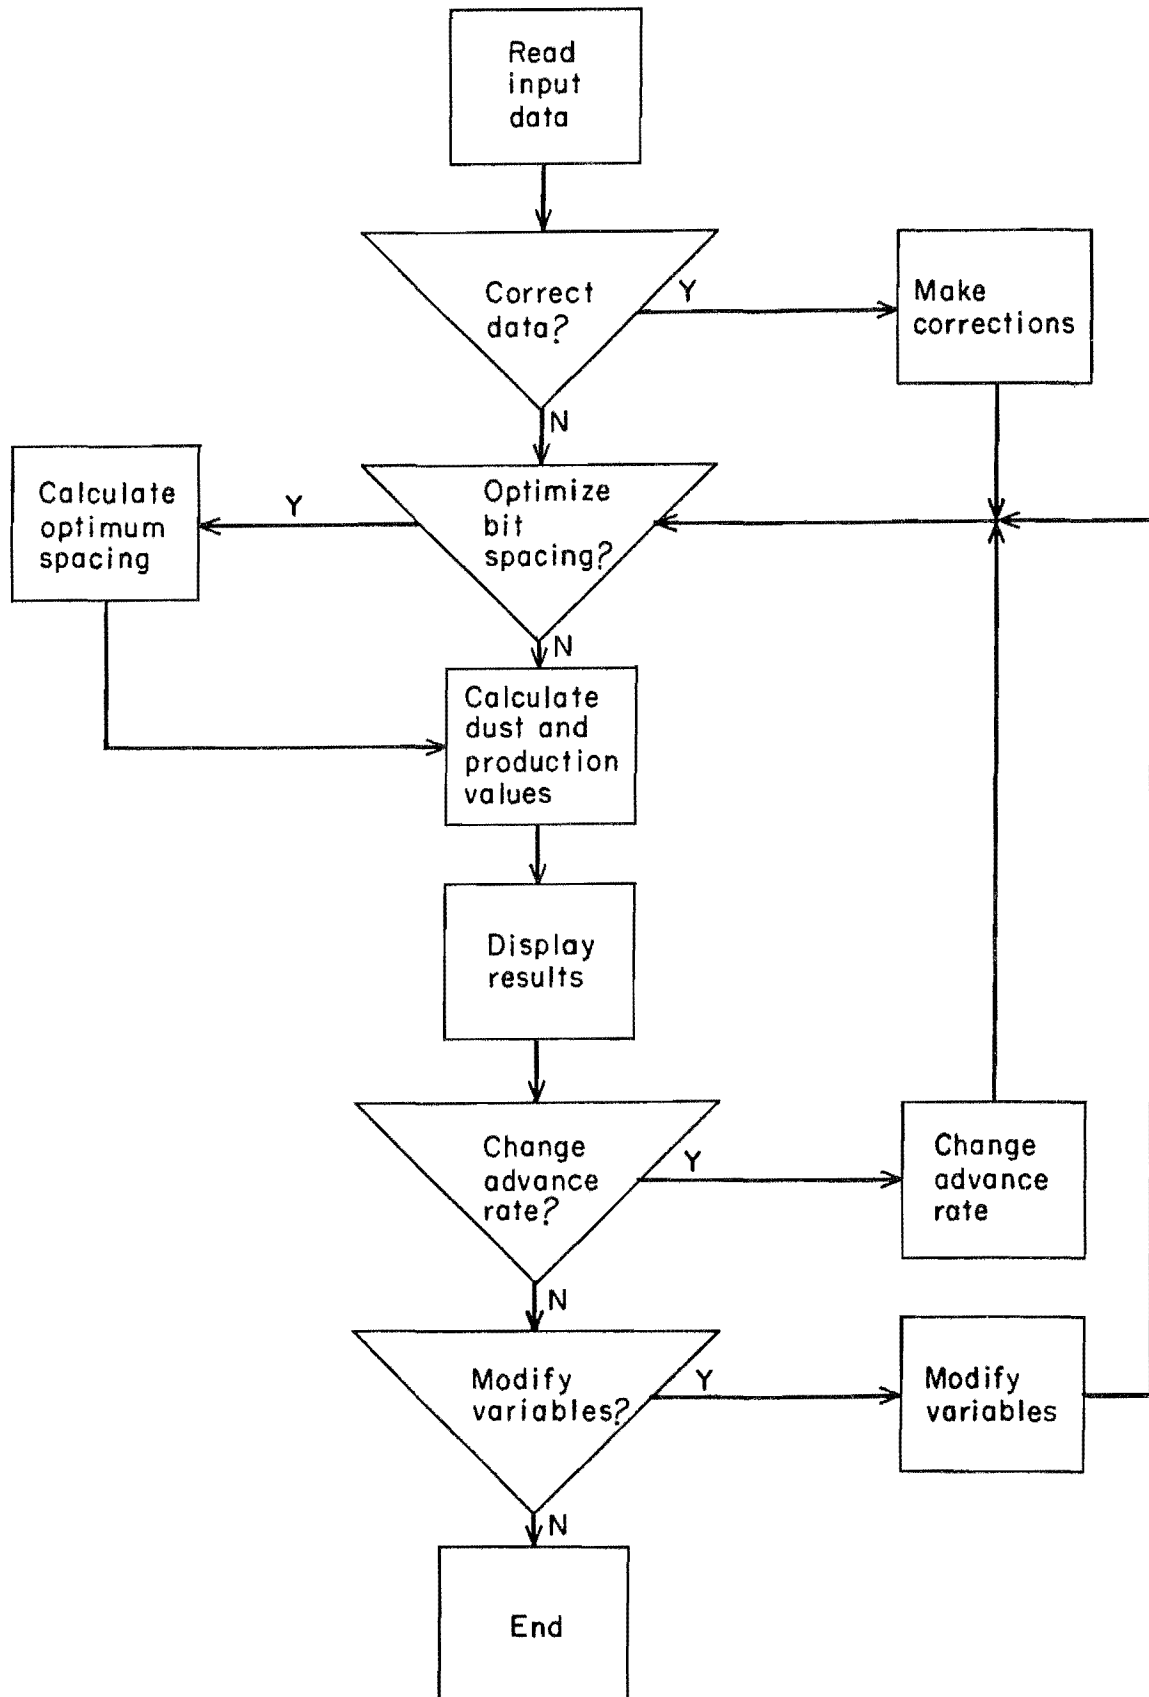 Read
input
data
Correct
data?
Y
Make
corrections
N
Calculate
optimum
spacing
Y
Optimize
bit
spacing?
N
Calculate
dust and
production
values
Display
results
Change
advance
rate?
Y
Change
advance
rate
N
Modify
variables?
Y
Modify
variables
N
End